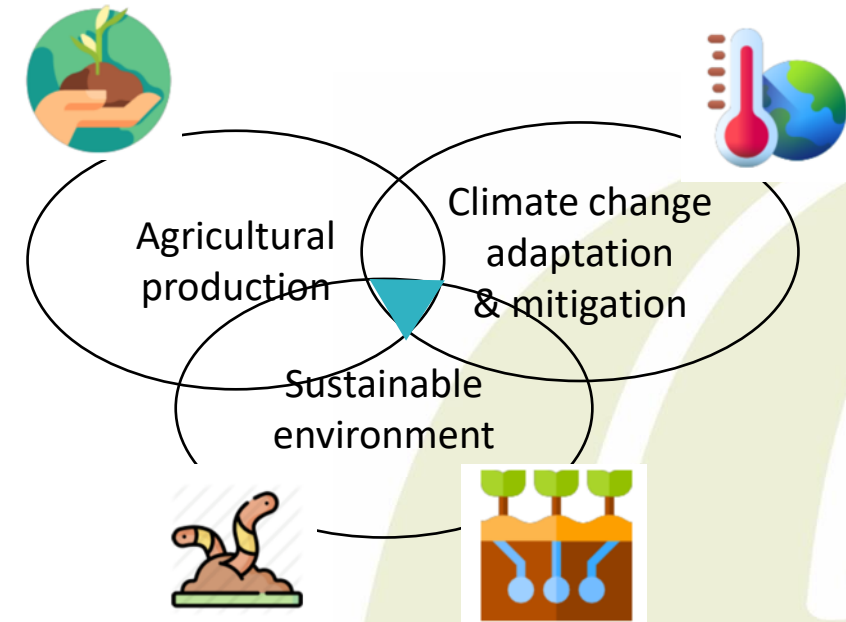 Agricultural
production
Climate change
adaptation
& mitigation
Sustainable
environment